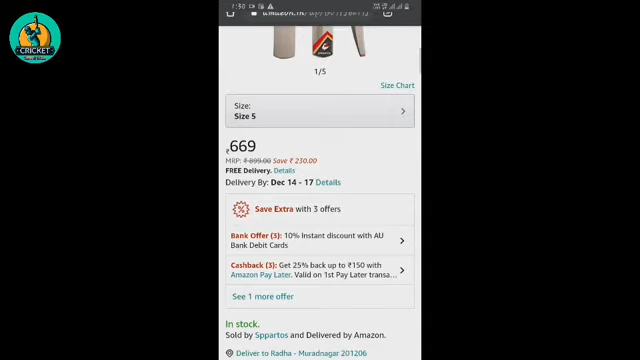 1:30
CRICKET
1/5
Size Chart
Size:
Size 5
₹669
MRP: ₹ 899.00 Save ₹ 230.00
FREE Delivery. Details
Delivery By: Dec 14 - 17 Details
Save Extra with 3 offers
Bank Offer (3): 10% Instant discount with AU
Bank Debit Cards
Cashback (3): Get 25% back up to ₹150 with
Amazon Pay Later. Valid on 1st Pay Later transa...
See 1 more offer
In stock.
Sold by Sppartos and Delivered by Amazon.
Deliver to Radha - Muradnagar 201206